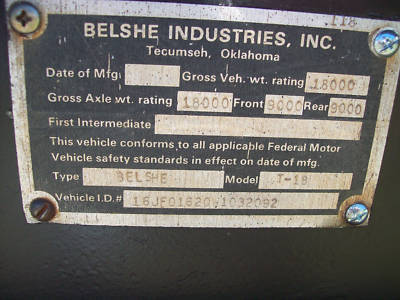 118
BELSHE INDUSTRIES, INC.
Tecumseh, Oklahoma
Date of Mfg. Gross Veh. wt. rating 18000
Gross Axle wt. rating 18000 Front 9000 Rear 9000
First Intermediate
This vehicle conforms to all applicable Federal Motor
Vehicle safety standards in effect on date of mfg.
Type BELSHE Model T-18
Vehicle I.D.#